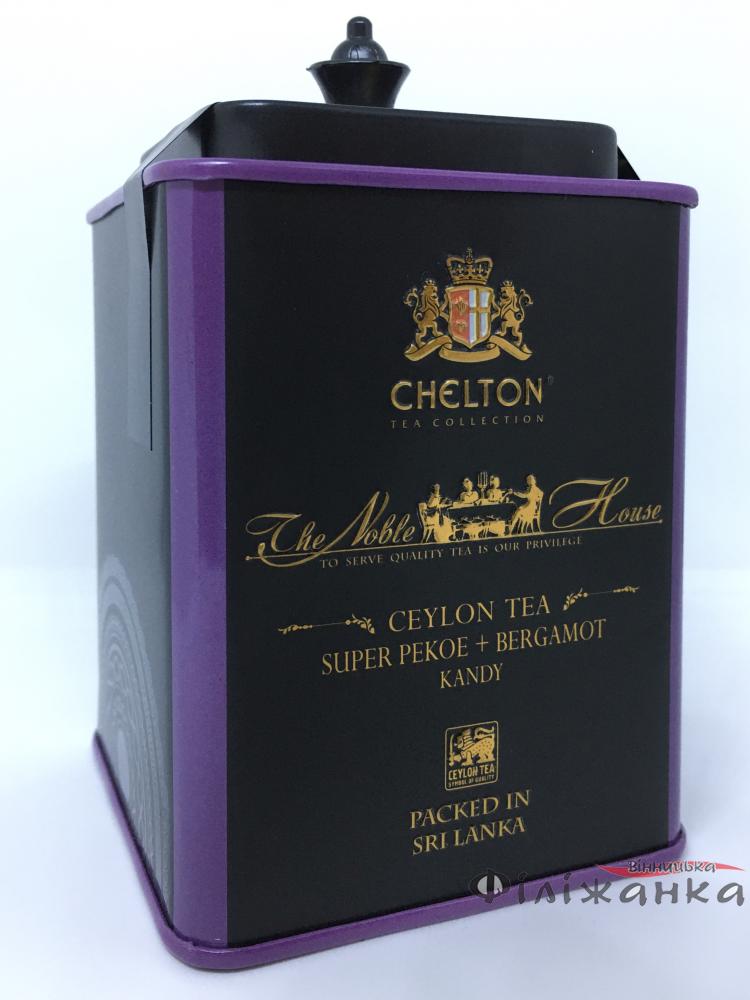 CHELTON
TEA COLLECTION
The Noble House
TO SERVE QUALITY TEA IS OUR PRIVILEGE
CEYLON TEA
SUPER PEKOE + BERGAMOT
KANDY
CEYLON TEA
SYMBOL OF QUALITY
PACKED IN
SRI LANKA
Вінницька
Філіжанка